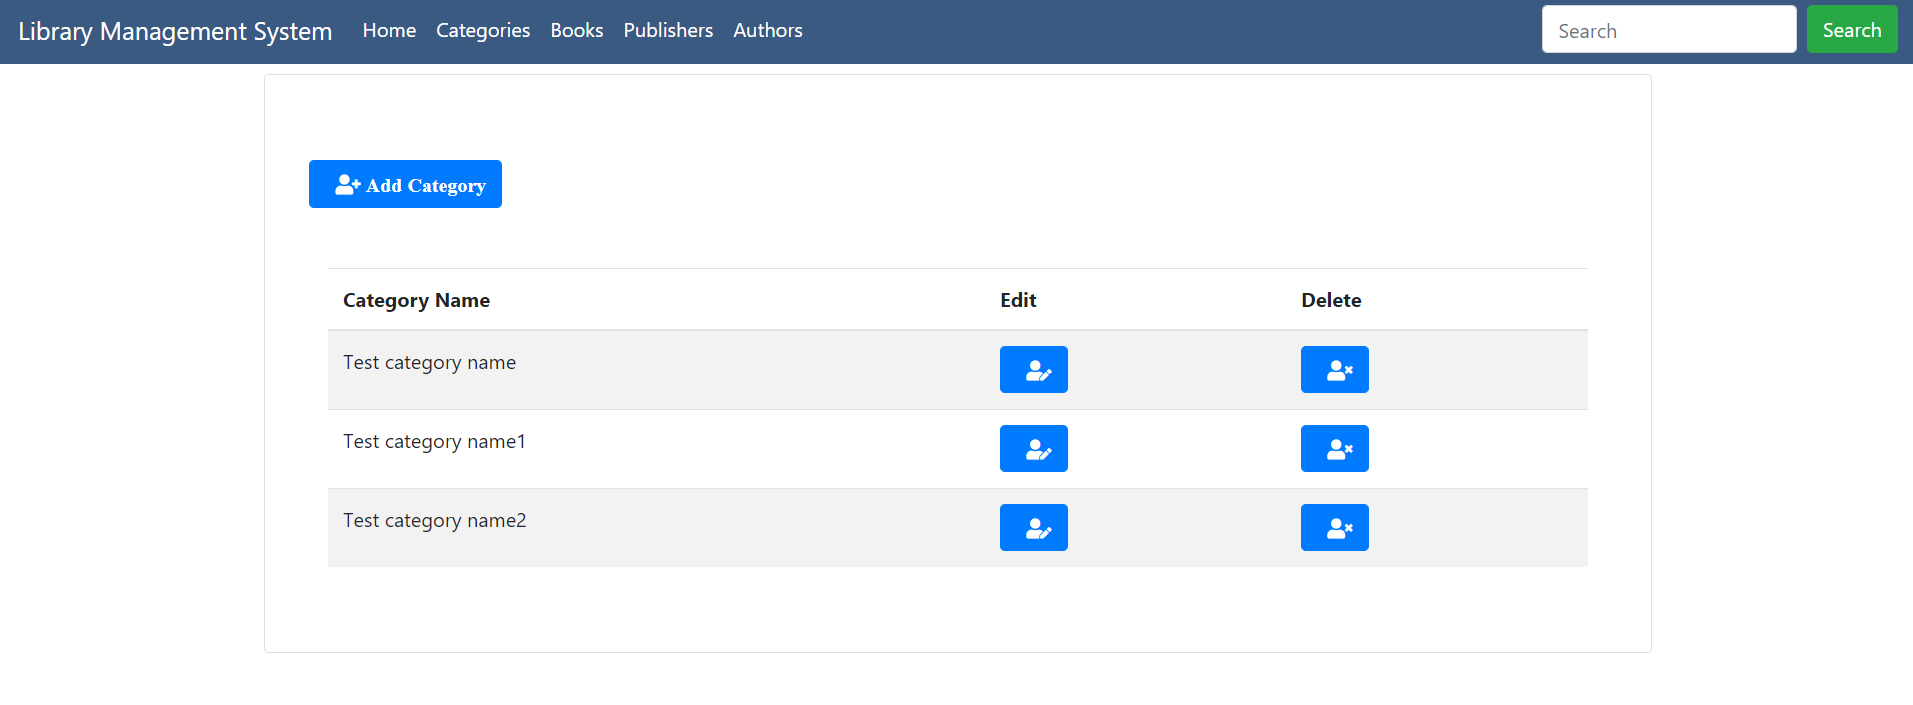 Library Management System Home Categories Books Publishers Authors Search Search
Add Category
Category Name Edit Delete
Test category name
Test category name1
Test category name2